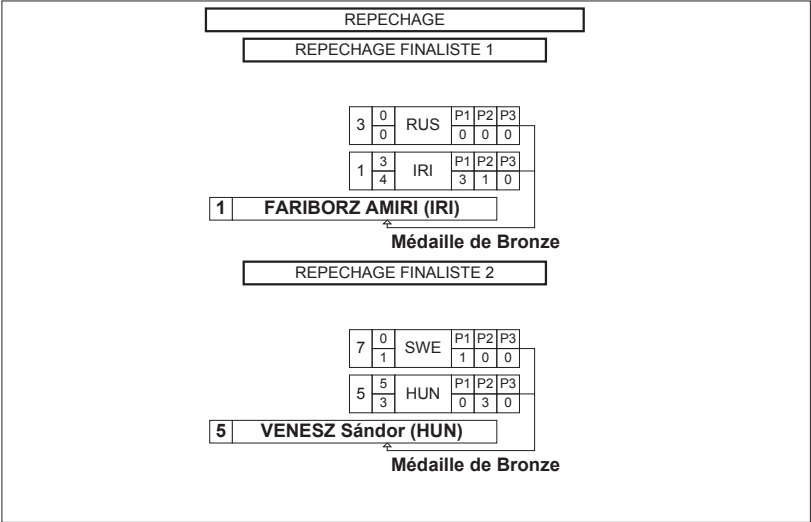 REPECHAGE
REPECHAGE FINALISTE 1
3 0 RUS P1 P2 P3
0 0 0 0
1 3 IRI P1 P2 P3
4 3 1 0
1 FARIBORZ AMIRI (IRI)
Médaille de Bronze
REPECHAGE FINALISTE 2
7 0 SWE P1 P2 P3
1 1 0 0
5 5 HUN P1 P2 P3
3 0 3 0
5 VENESZ Sándor (HUN)
Médaille de Bronze